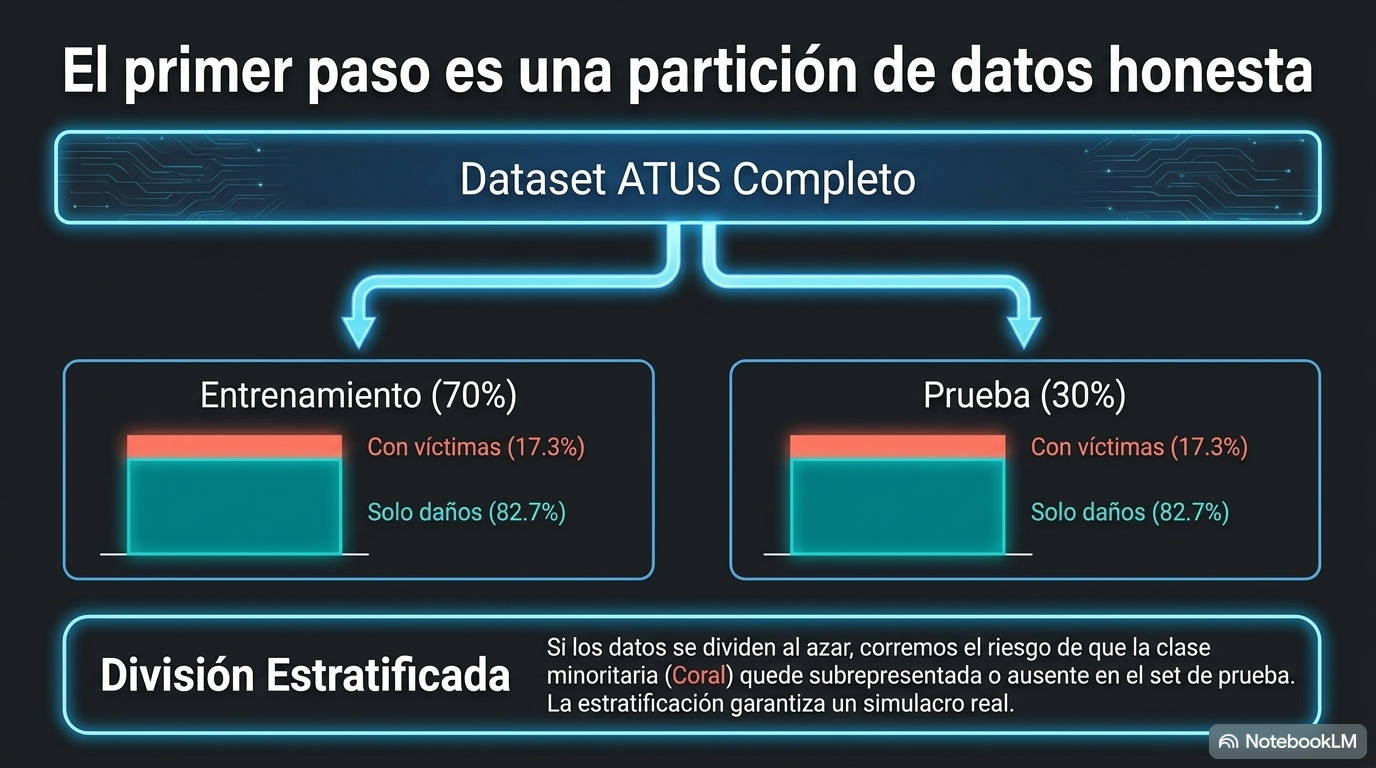 El primer paso es una partición de datos honesta
Dataset ATUS Completo
Entrenamiento (70%)
Con víctimas (17.3%)
Solo daños (82.7%)
Prueba (30%)
Con víctimas (17.3%)
Solo daños (82.7%)
División Estratificada
Si los datos se dividen al azar, corremos el riesgo de que la clase
minoritaria (Coral) quede subrepresentada o ausente en el set de prueba.
La estratificación garantiza un simulacro real.
NotebookLM